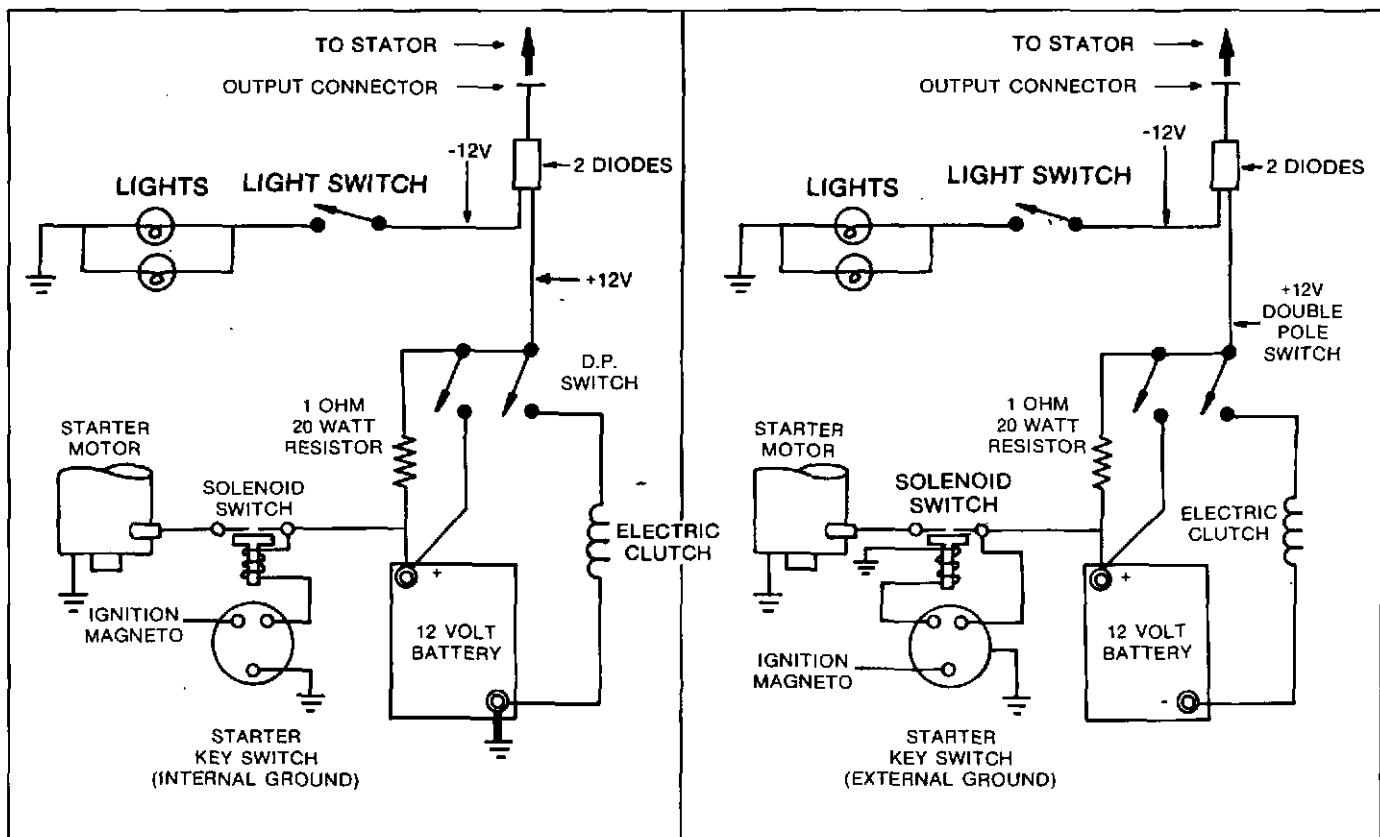 TO STATOR
OUTPUT CONNECTOR
-12V
2 DIODES
LIGHTS
LIGHT SWITCH
+12V
D.P.
SWITCH
1 OHM
20 WATT
RESISTOR
STARTER
MOTOR
SOLENOID
SWITCH
ELECTRIC
CLUTCH
+
IGNITION
MAGNETO
12 VOLT
BATTERY
STARTER
KEY SWITCH
(INTERNAL GROUND)
TO STATOR
OUTPUT CONNECTOR
-12V
2 DIODES
LIGHTS
LIGHT SWITCH
+12V
DOUBLE
POLE
SWITCH
1 OHM
20 WATT
RESISTOR
STARTER
MOTOR
SOLENOID
SWITCH
ELECTRIC
CLUTCH
+
12 VOLT
BATTERY
IGNITION
MAGNETO
-
STARTER
KEY SWITCH
(EXTERNAL GROUND)